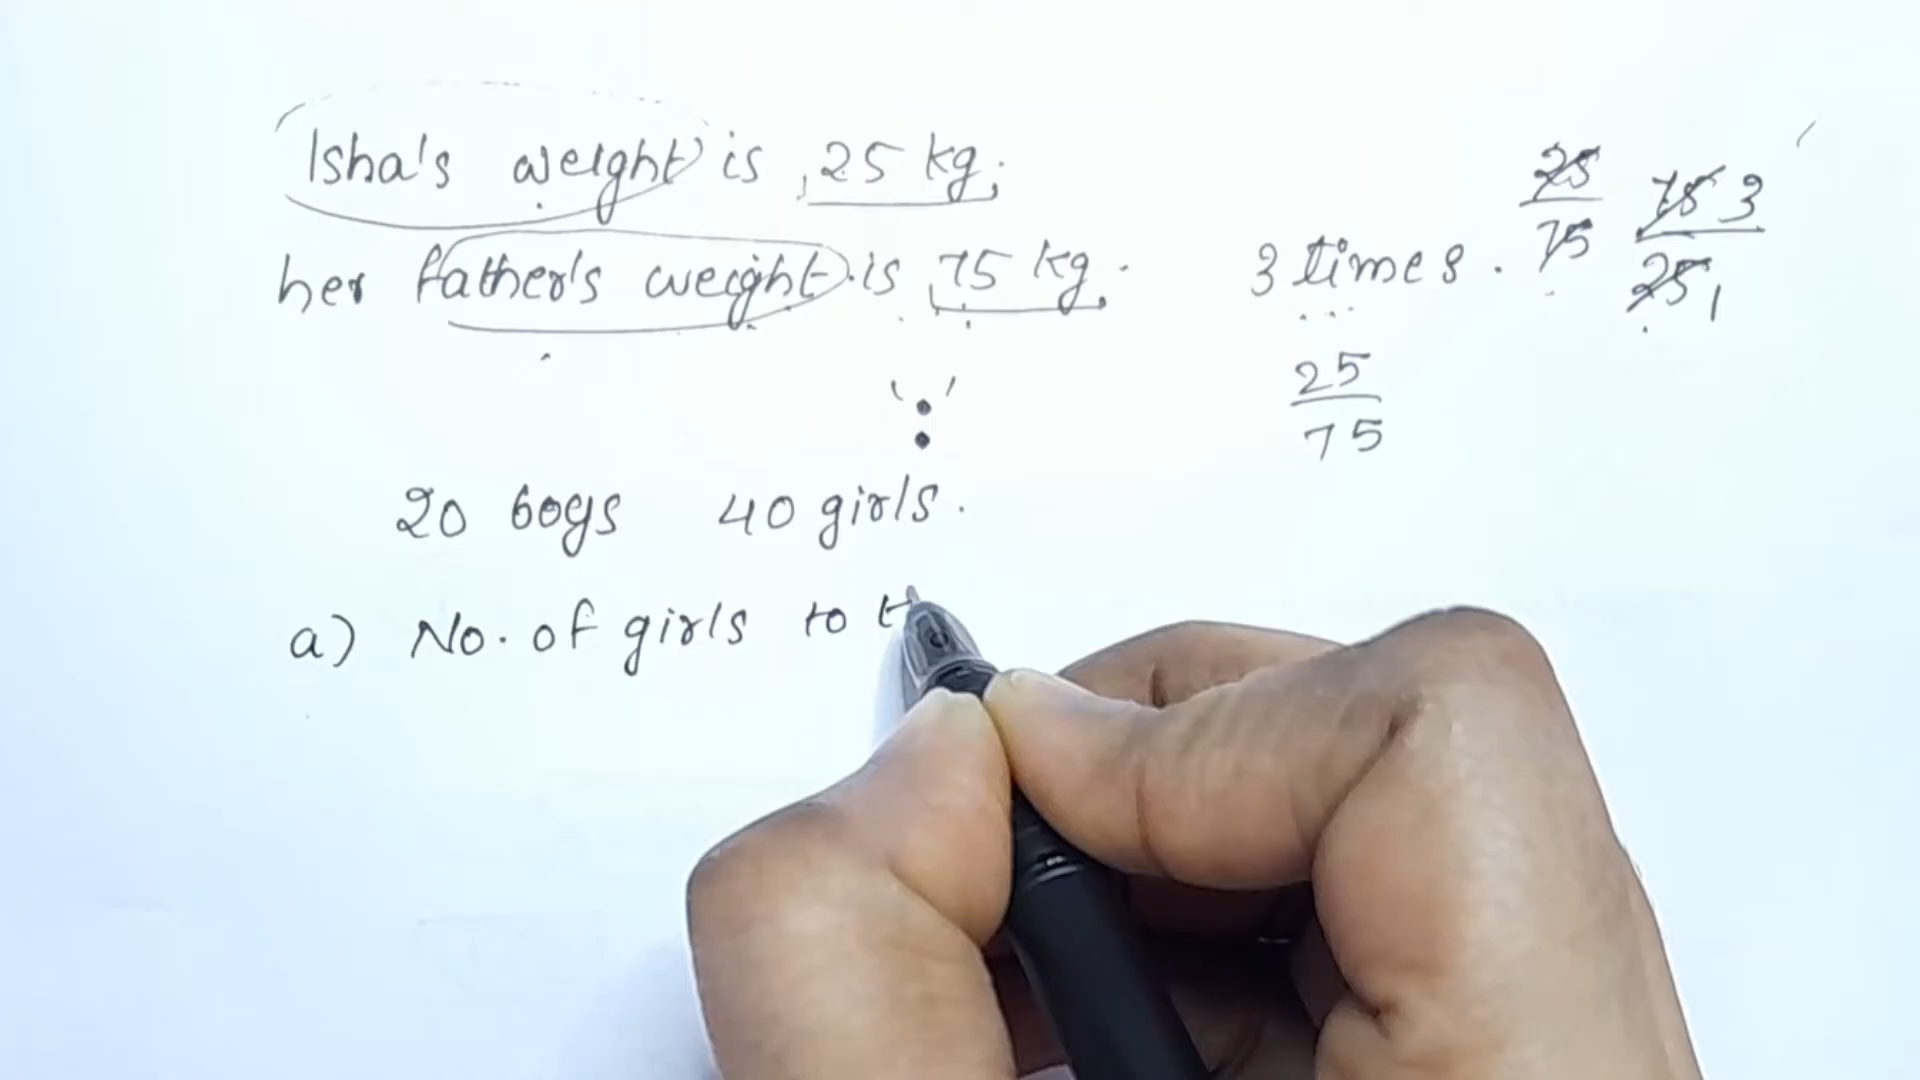 Isha's weight is 25 kg.
her father's weight is 75 kg.
3 times.
25
75
75 3
25 1
25
75
:
20 boys 40 girls.
a) No. of girls to t